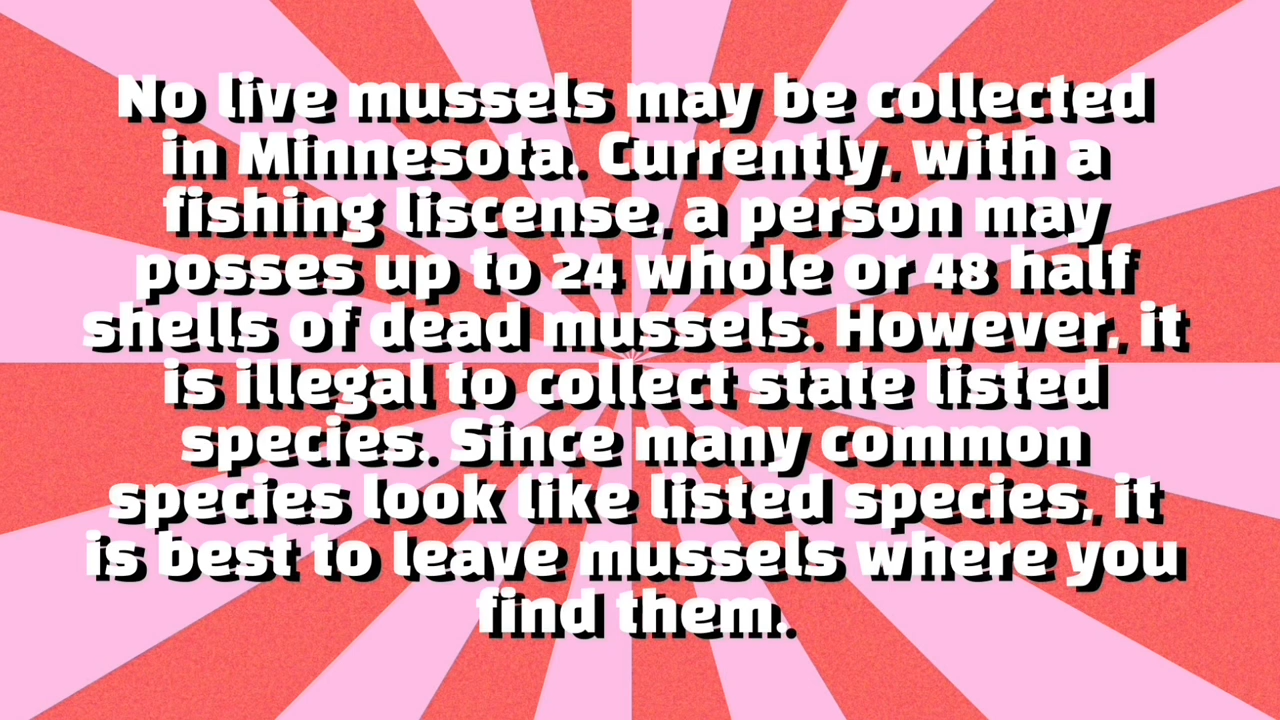 No live mussels may be collected
in Minnesota. Currently, with a
fishing liscense, a person may
posses up to 24 whole or 48 half
shells of dead mussels. However, it
is illegal to collect state listed
species. Since many common
species look like listed species, it
is best to leave mussels where you
find them.